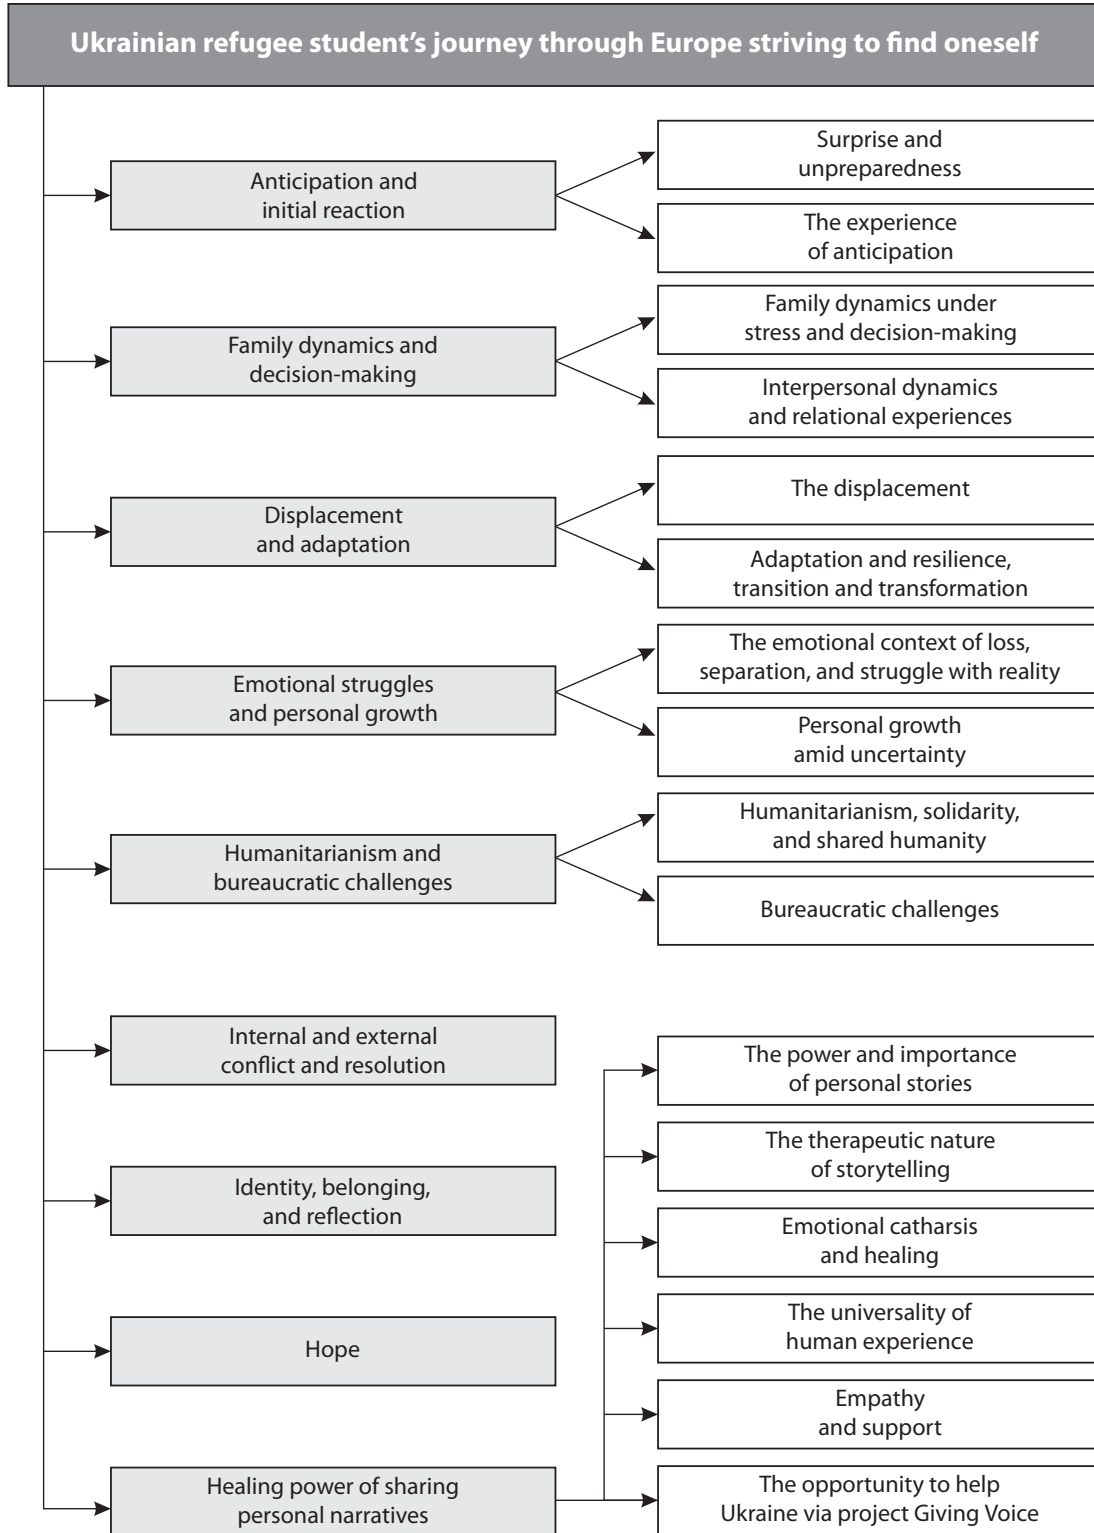 Ukrainian refugee student’s journey through Europe striving to find oneself
Anticipation and
initial reaction
Surprise and
unpreparedness
The experience
of anticipation
Family dynamics and
decision-making
Family dynamics under
stress and decision-making
Interpersonal dynamics
and relational experiences
Displacement
and adaptation
The displacement
Adaptation and resilience,
transition and transformation
Emotional struggles
and personal growth
The emotional context of loss,
separation, and struggle with reality
Personal growth
amid uncertainty
Humanitarianism and
bureaucratic challenges
Humanitarianism, solidarity,
and shared humanity
Bureaucratic challenges
Internal and external
conflict and resolution
Identity, belonging,
and reflection
Hope
Healing power of sharing
personal narratives
The power and importance
of personal stories
The therapeutic nature
of storytelling
Emotional catharsis
and healing
The universality of
human experience
Empathy
and support
The opportunity to help
Ukraine via project Giving Voice